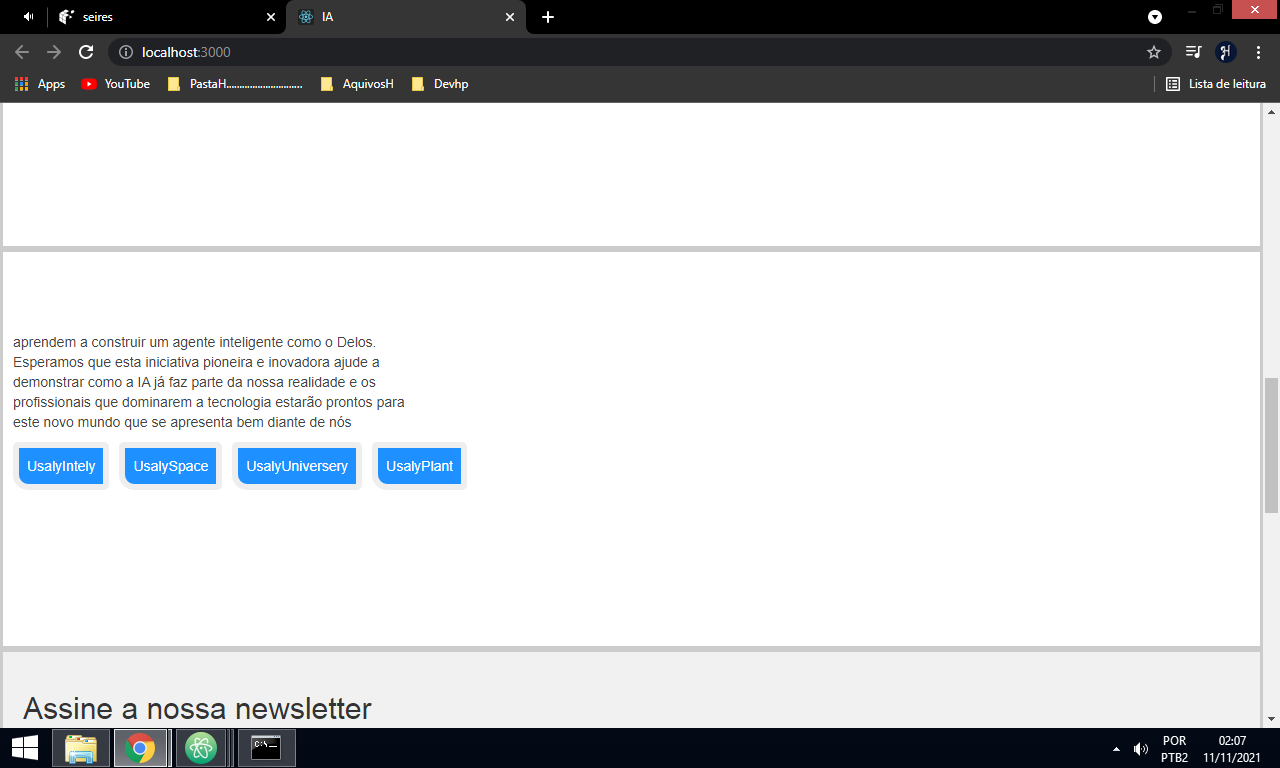 seires
IA
localhost:3000
Apps
YouTube
PastaH.............................
AquivosH
Devhp
Lista de leitura
aprendem a construir um agente inteligente como o Delos.
Esperamos que esta iniciativa pioneira e inovadora ajude a
demonstrar como a IA já faz parte da nossa realidade e os
profissionais que dominarem a tecnologia estarão prontos para
este novo mundo que se apresenta bem diante de nós
UsalyIntely
UsalySpace
UsalyUniversery
UsalyPlant
Assine a nossa newsletter
C:\_
POR
PTB2
02:07
11/11/2021